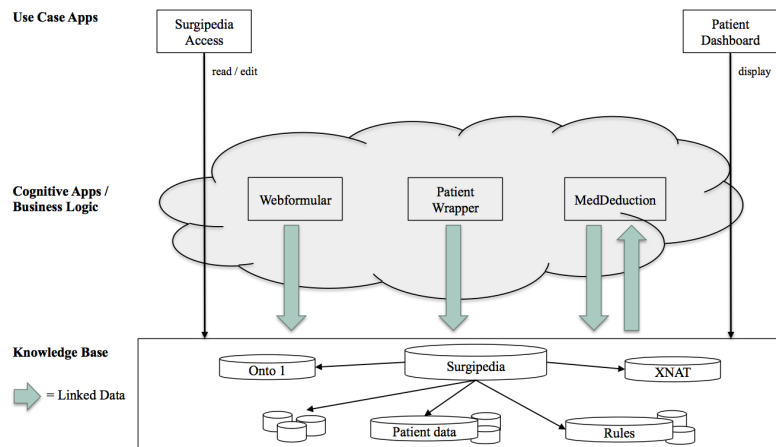 Use Case Apps
Surgipedia
Access
Patient
Dashboard
read / edit
display
Cognitive Apps /
Business Logic
Webformular
Patient
Wrapper
MedDeduction
Knowledge Base
Onto 1
Surgipedia
XNAT
= Linked Data
Patient data
Rules